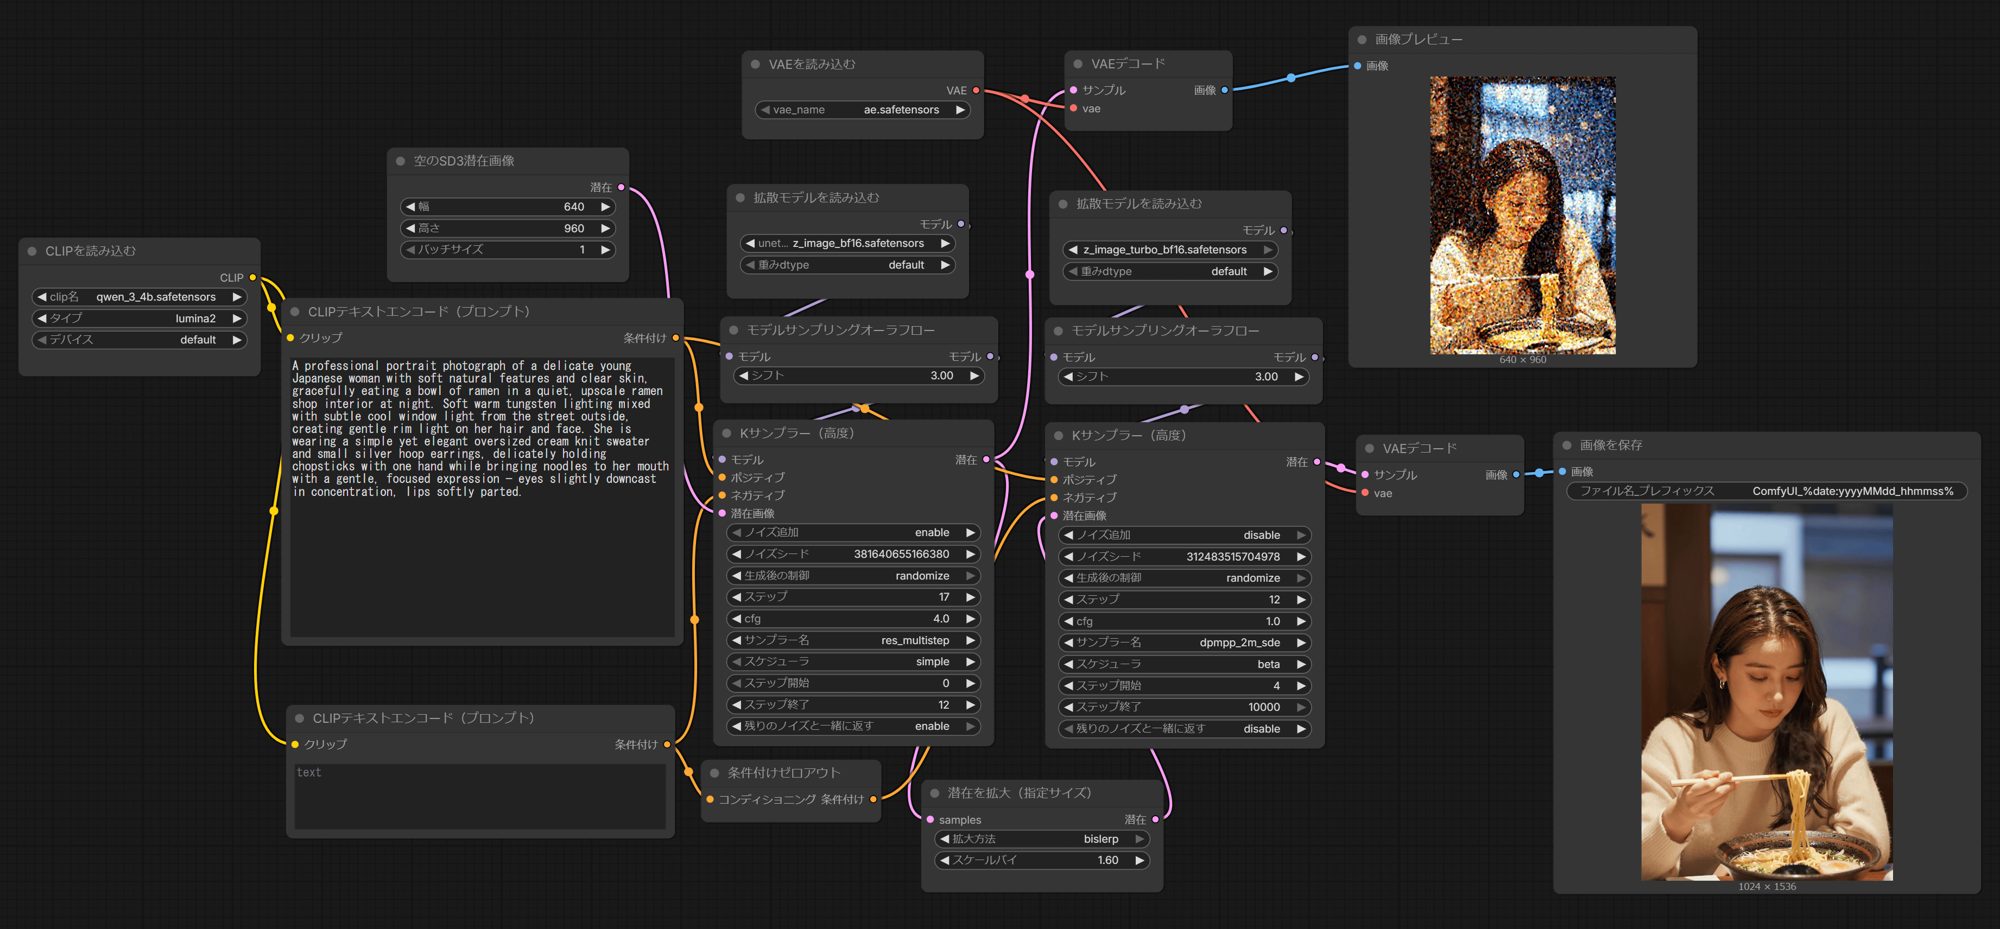 CLIPを読み込む
CLIP
clip名 qwen_3_4b.safetensors
タイプ lumina2
デバイス default
空のSD3潜在画像
潜在
幅 640
高さ 960
バッチサイズ 1
CLIPテキストエンコード（プロンプト）
クリップ 条件付け
A professional portrait photograph of a delicate young
Japanese woman with soft natural features and clear skin,
gracefully eating a bowl of ramen in a quiet, upscale ramen
shop interior at night. Soft warm tungsten lighting mixed
with subtle cool window light from the street outside,
creating gentle rim light on her hair and face. She is
wearing a simple yet elegant oversized cream knit sweater
and small silver hoop earrings, delicately holding
chopsticks with one hand while bringing noodles to her mouth
with a gentle, focused expression — eyes slightly downcast
in concentration, lips softly parted.
CLIPテキストエンコード（プロンプト）
クリップ 条件付け
text
条件付けゼロアウト
コンディショニング 条件付け
VAEを読み込む
VAE
vae_name ae.safetensors
拡散モデルを読み込む
モデル
unet... z_image_bf16.safetensors
重みdtype default
モデルサンプリングオーラフロー
モデル モデル
シフト 3.00
Kサンプラー（高度）
モデル 潜在
ポジティブ
ネガティブ
潜在画像
ノイズ追加 enable
ノイズシード 381640655166380
生成後の制御 randomize
ステップ 17
cfg 4.0
サンプラー名 res_multistep
スケジューラ simple
ステップ開始 0
ステップ終了 12
残りのノイズと一緒に返す enable
潜在を拡大（指定サイズ）
samples 潜在
拡大方法 bislerp
スケールバイ 1.60
VAEデコード
サンプル 画像
vae
拡散モデルを読み込む
モデル
z_image_turbo_bf16.safetensors
重みdtype default
モデルサンプリングオーラフロー
モデル モデル
シフト 3.00
Kサンプラー（高度）
モデル 潜在
ポジティブ
ネガティブ
潜在画像
ノイズ追加 disable
ノイズシード 312483515704978
生成後の制御 randomize
ステップ 12
cfg 1.0
サンプラー名 dpmpp_2m_sde
スケジューラ beta
ステップ開始 4
ステップ終了 10000
残りのノイズと一緒に返す disable
画像プレビュー
画像
640 × 960
VAEデコード
サンプル 画像
vae
画像を保存
画像
ファイル名_プレフィックス ComfyUI_%date:yyyyMMdd_hhmmss%
1024 × 1536